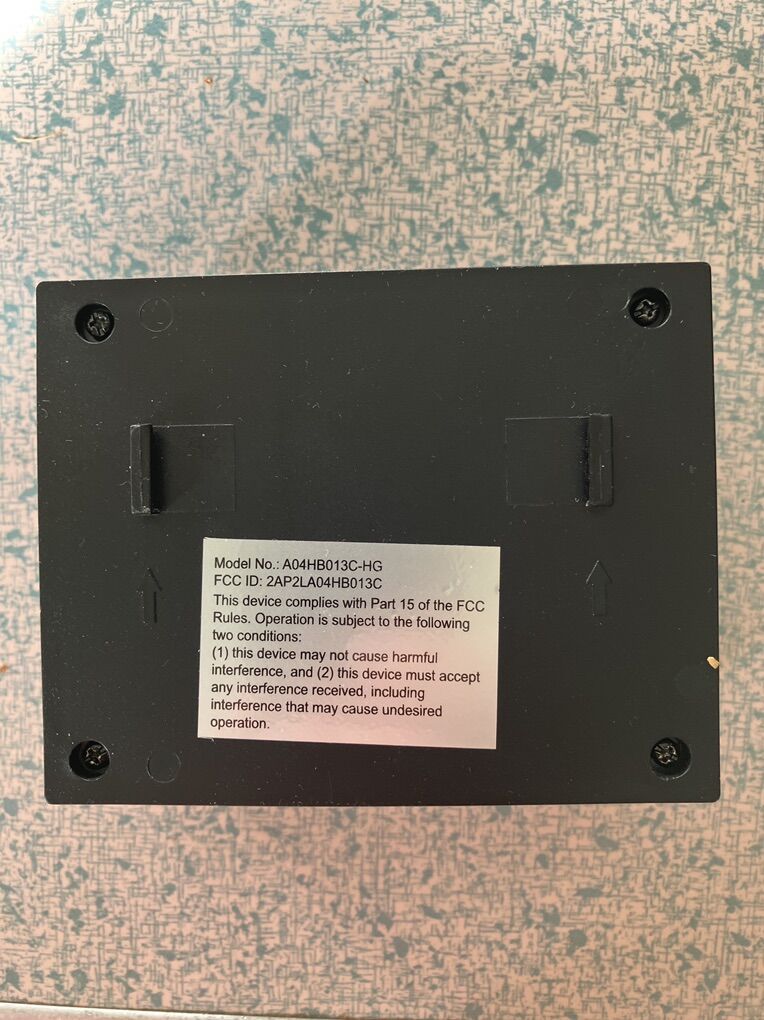 Model No.: A04HB013C-HG
FCC ID: 2AP2LA04HB013C
This device complies with Part 15 of the FCC
Rules. Operation is subject to the following
two conditions:
(1) this device may not cause harmful
interference, and (2) this device must accept
any interference received, including
interference that may cause undesired
operation.